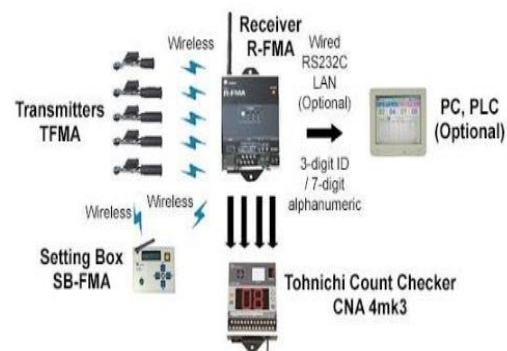 Receiver
R-FMA
Wireless
Wired
RS232C
LAN
(Optional)
R-FMA
Transmitters
TFMA
PC, PLC
(Optional)
3-digit ID
/ 7-digit
alphanumeric
Wireless
Wireless
Setting Box
SB-FMA
Tohnichi Count Checker
CNA 4mk3
08